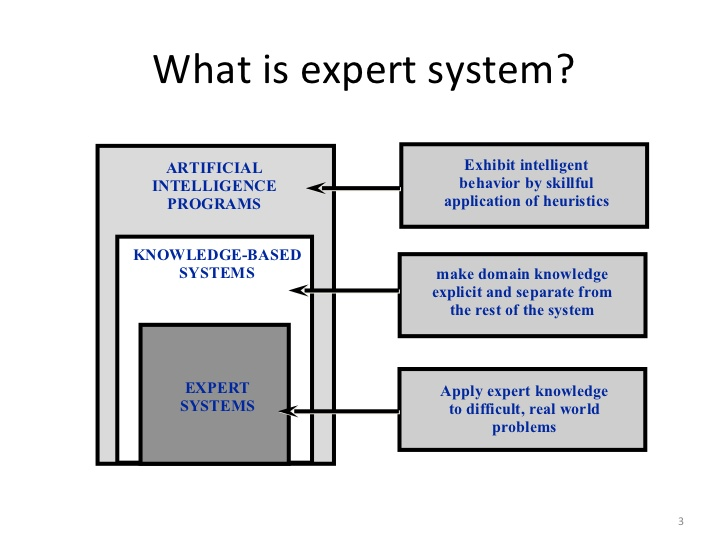 What is expert system?
ARTIFICIAL
INTELLIGENCE
PROGRAMS
Exhibit intelligent
behavior by skillful
application of heuristics
KNOWLEDGE-BASED
SYSTEMS
make domain knowledge
explicit and separate from
the rest of the system
EXPERT
SYSTEMS
Apply expert knowledge
to difficult, real world
problems
3